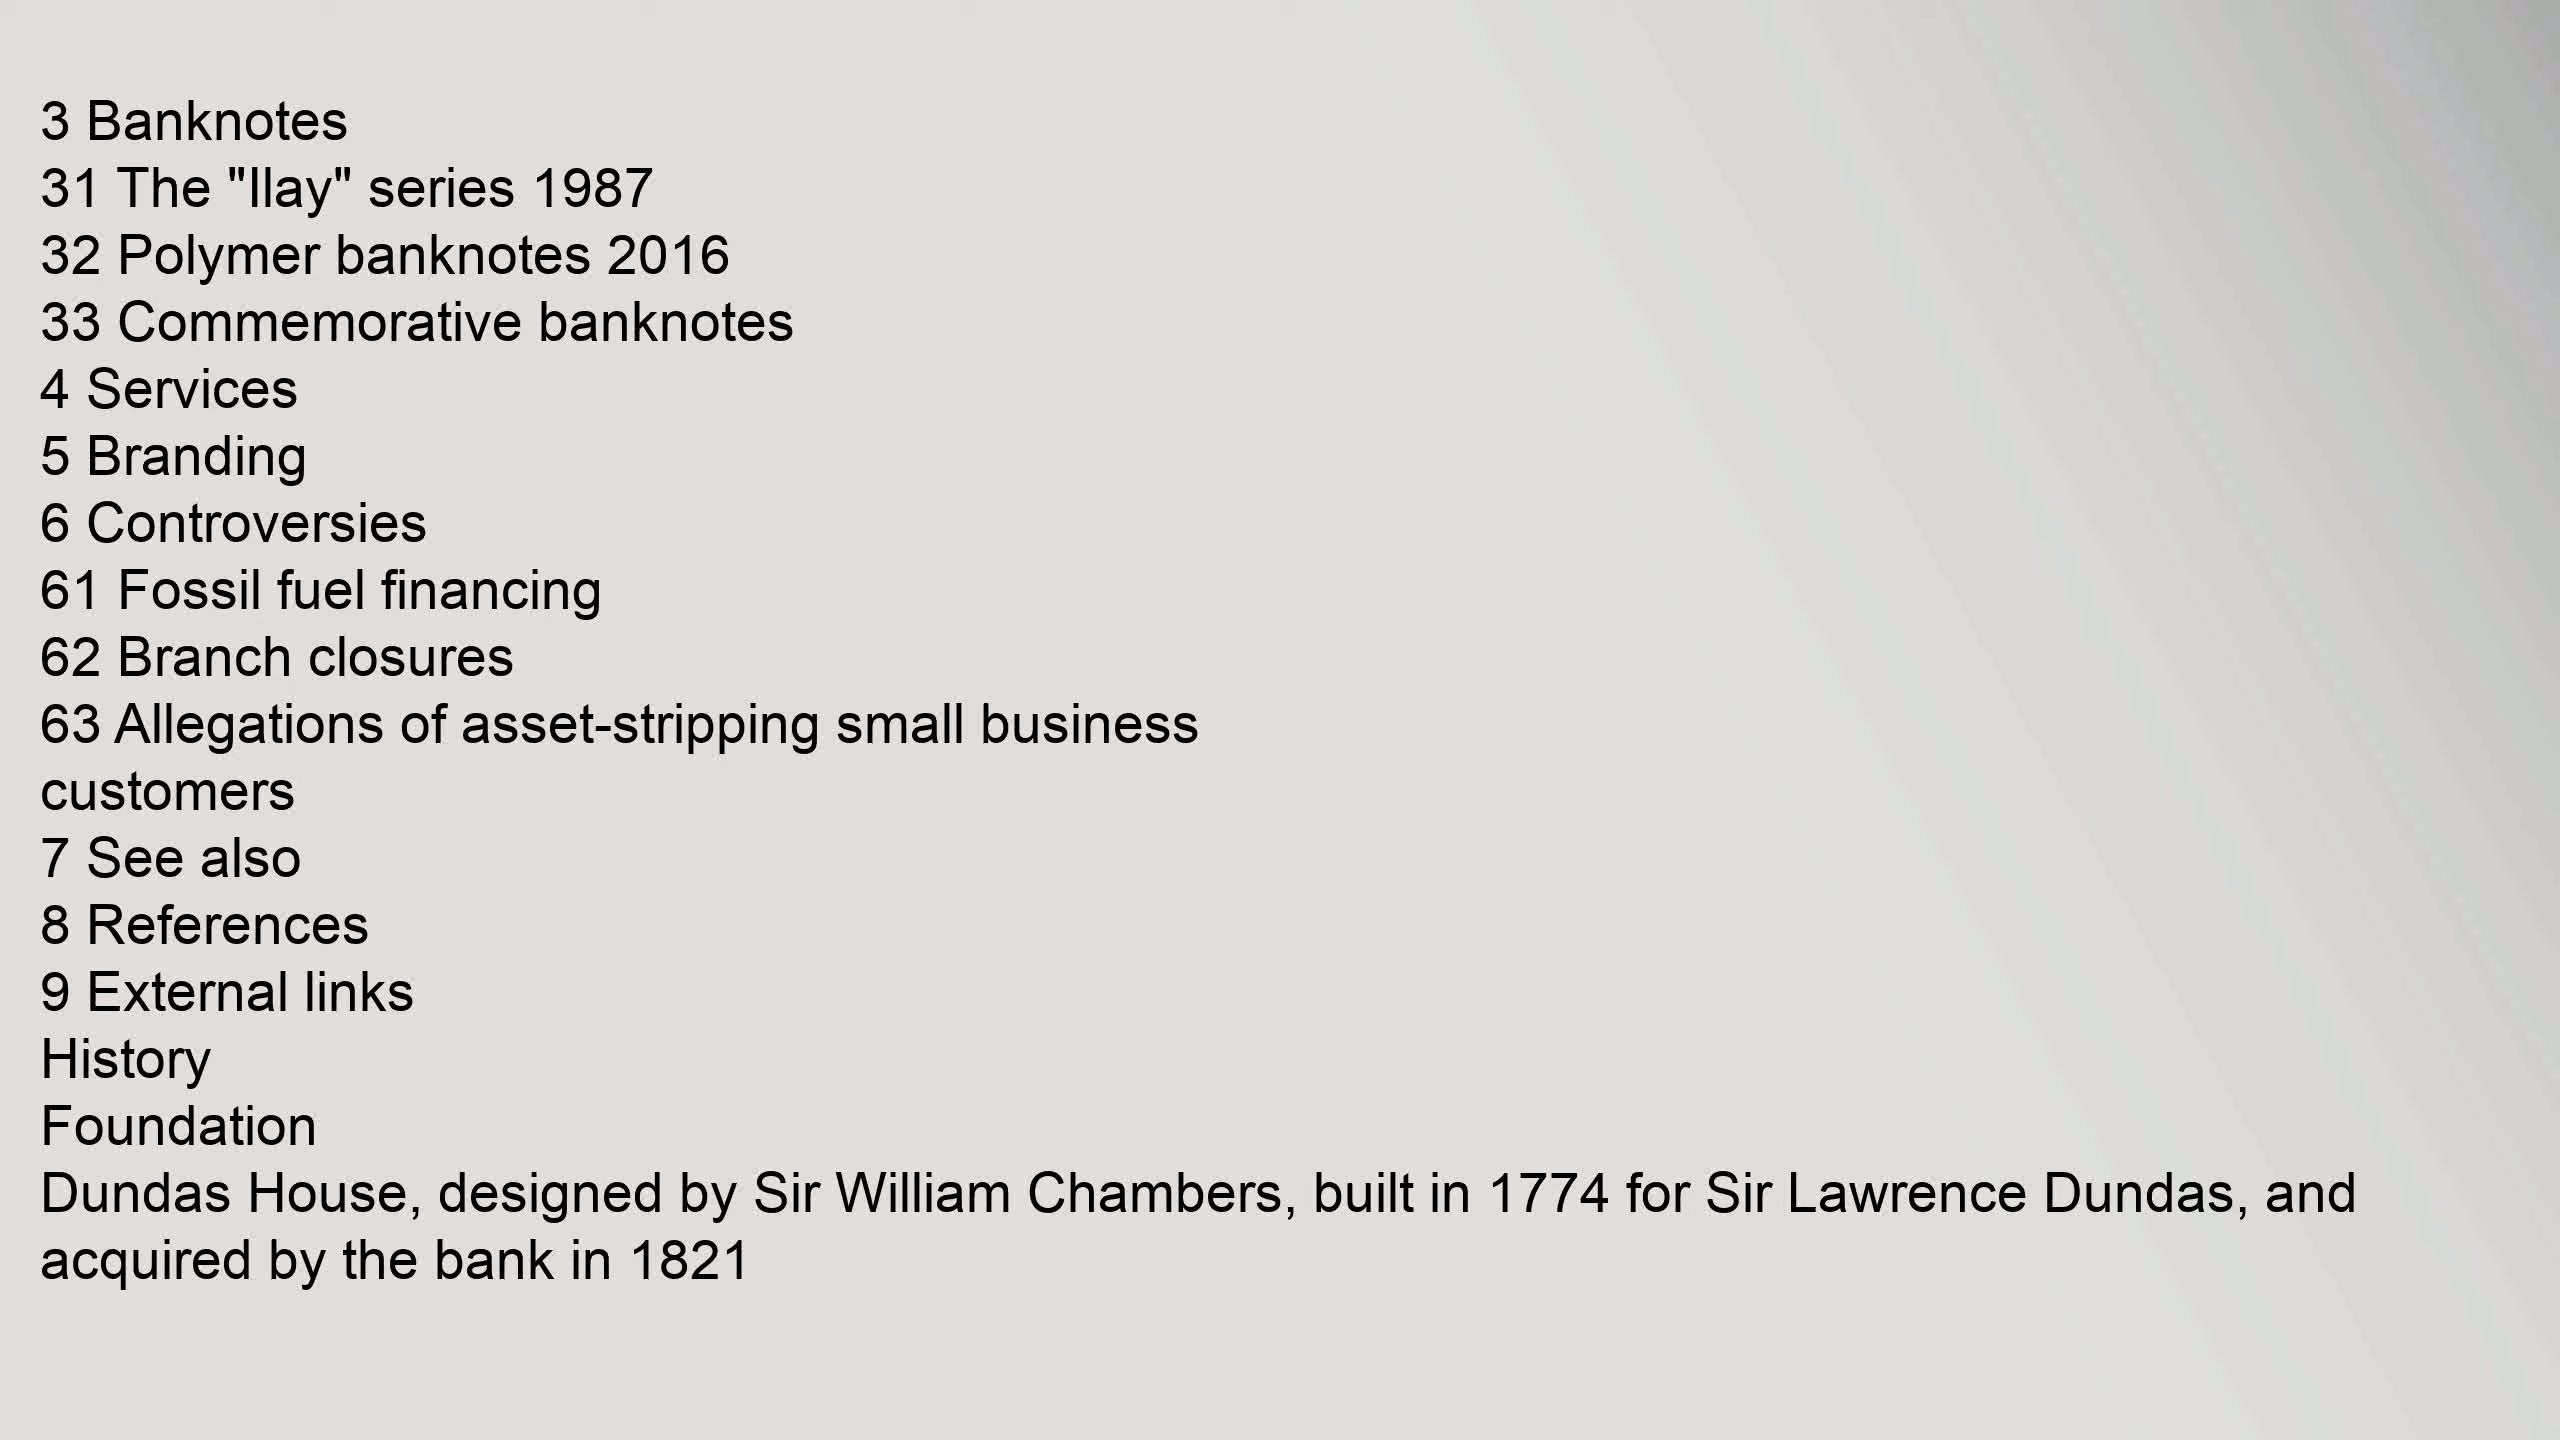 3 Banknotes
31 The "Ilay" series 1987
32 Polymer banknotes 2016
33 Commemorative banknotes
4 Services
5 Branding
6 Controversies
61 Fossil fuel financing
62 Branch closures
63 Allegations of asset-stripping small business
customers
7 See also
8 References
9 External links
History
Foundation
Dundas House, designed by Sir William Chambers, built in 1774 for Sir Lawrence Dundas, and
acquired by the bank in 1821